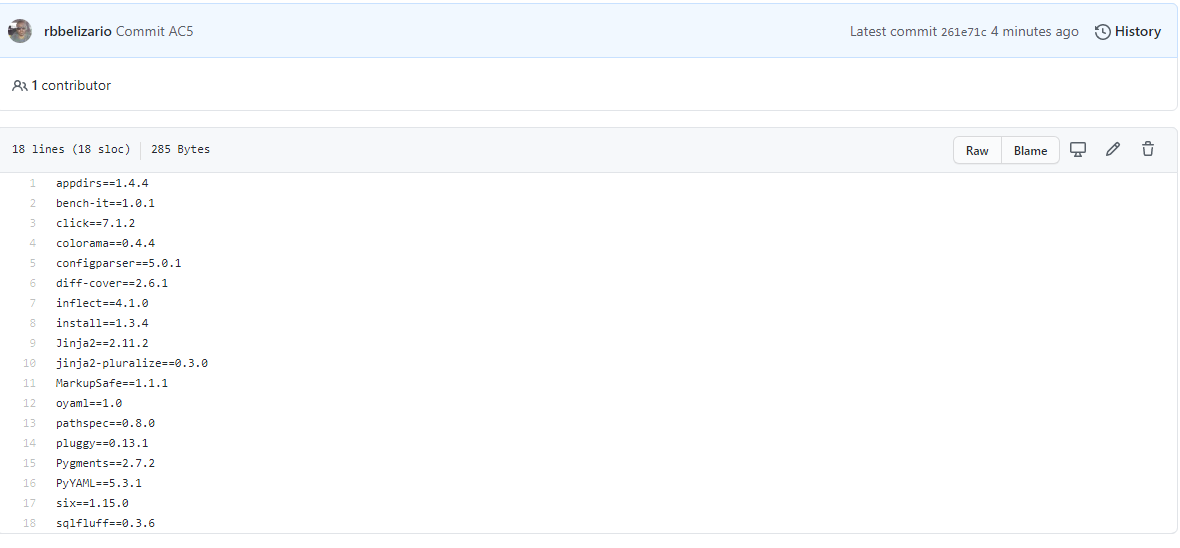 rbbelizario Commit AC5 Latest commit 261e71c 4 minutes ago History
1 contributor
18 lines (18 sloc) 285 Bytes Raw Blame
1 appdirs==1.4.4
2 bench-it==1.0.1
3 click==7.1.2
4 colorama==0.4.4
5 configparser==5.0.1
6 diff-cover==2.6.1
7 inflect==4.1.0
8 install==1.3.4
9 Jinja2==2.11.2
10 jinja2-pluralize==0.3.0
11 MarkupSafe==1.1.1
12 oyaml==1.0
13 pathspec==0.8.0
14 pluggy==0.13.1
15 Pygments==2.7.2
16 PyYAML==5.3.1
17 six==1.15.0
18 sqlfluff==0.3.6